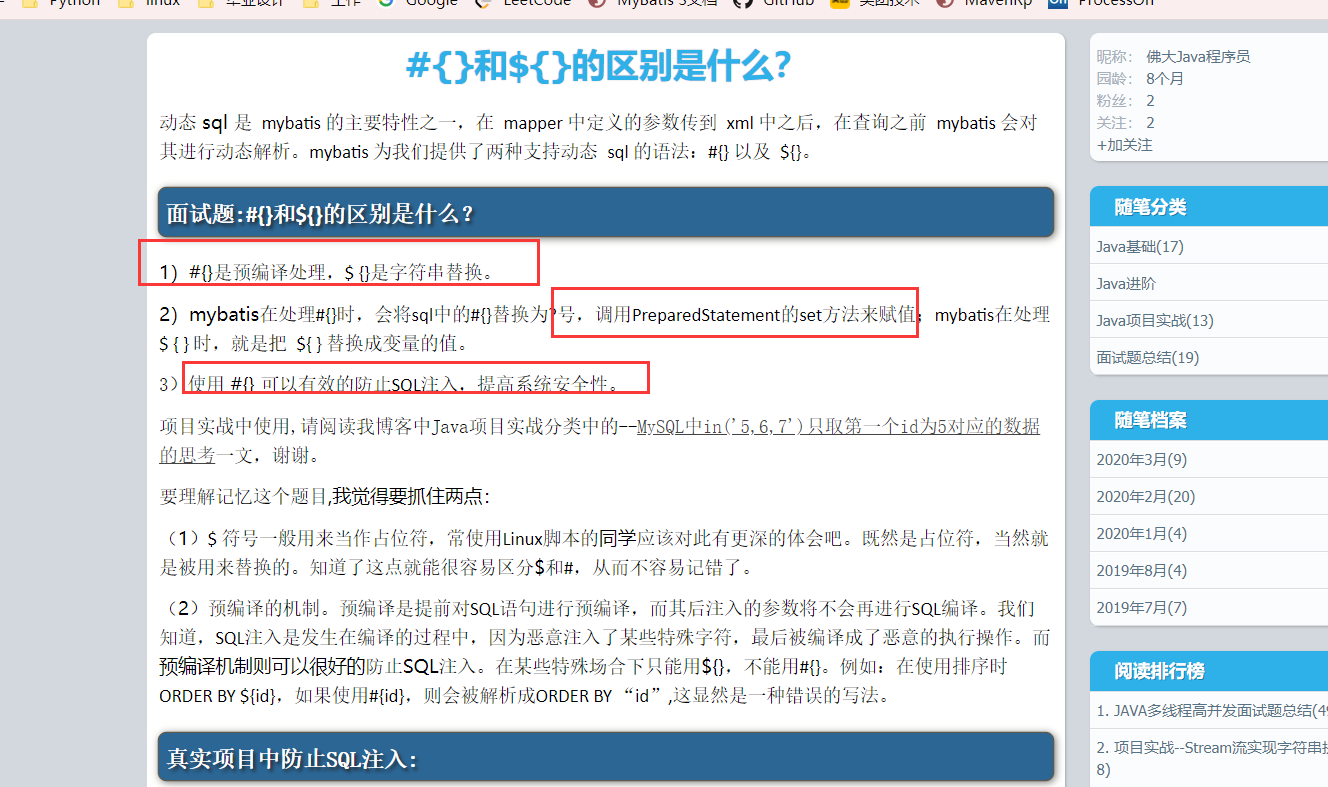 Python linux 毕业设计 工作 Google LeetCode MyBatis 3文档 GitHub 美团技术 MavenRp On ProcessOn
#{}和${}的区别是什么?
动态 sql 是 mybatis 的主要特性之一，在 mapper 中定义的参数传到 xml 中之后，在查询之前 mybatis 会对
其进行动态解析。mybatis 为我们提供了两种支持动态 sql 的语法：#{} 以及 ${}。
面试题:#{}和${}的区别是什么？
1）#{}是预编译处理，$ {}是字符串替换。
2）mybatis在处理#{}时，会将sql中的#{}替换为?号，调用PreparedStatement的set方法来赋值；mybatis在处理
$ { } 时，就是把 ${ } 替换成变量的值。
3）使用 #{} 可以有效的防止SQL注入，提高系统安全性。
项目实战中使用,请阅读我博客中Java项目实战分类中的--MySQL中in('5,6,7')只取第一个id为5对应的数据
的思考一文，谢谢。
要理解记忆这个题目,我觉得要抓住两点：
（1）$ 符号一般用来当作占位符，常使用Linux脚本的同学应该对此有更深的体会吧。既然是占位符，当然就
是被用来替换的。知道了这点就能很容易区分$和#，从而不容易记错了。
（2）预编译的机制。预编译是提前对SQL语句进行预编译，而其后注入的参数将不会再进行SQL编译。我们
知道，SQL注入是发生在编译的过程中，因为恶意注入了某些特殊字符，最后被编译成了恶意的执行操作。而
预编译机制则可以很好的防止SQL注入。在某些特殊场合下只能用${}，不能用#{}。例如：在使用排序时
ORDER BY ${id}，如果使用#{id}，则会被解析成ORDER BY “id”,这显然是一种错误的写法。
真实项目中防止SQL注入：
昵称： 佛大Java程序员
园龄： 8个月
粉丝： 2
关注： 2
+加关注
随笔分类
Java基础(17)
Java进阶
Java项目实战(13)
面试题总结(19)
随笔档案
2020年3月(9)
2020年2月(20)
2020年1月(4)
2019年8月(4)
2019年7月(7)
阅读排行榜
1. JAVA多线程高并发面试题总结(49
2. 项目实战--Stream流实现字符串拼
8)